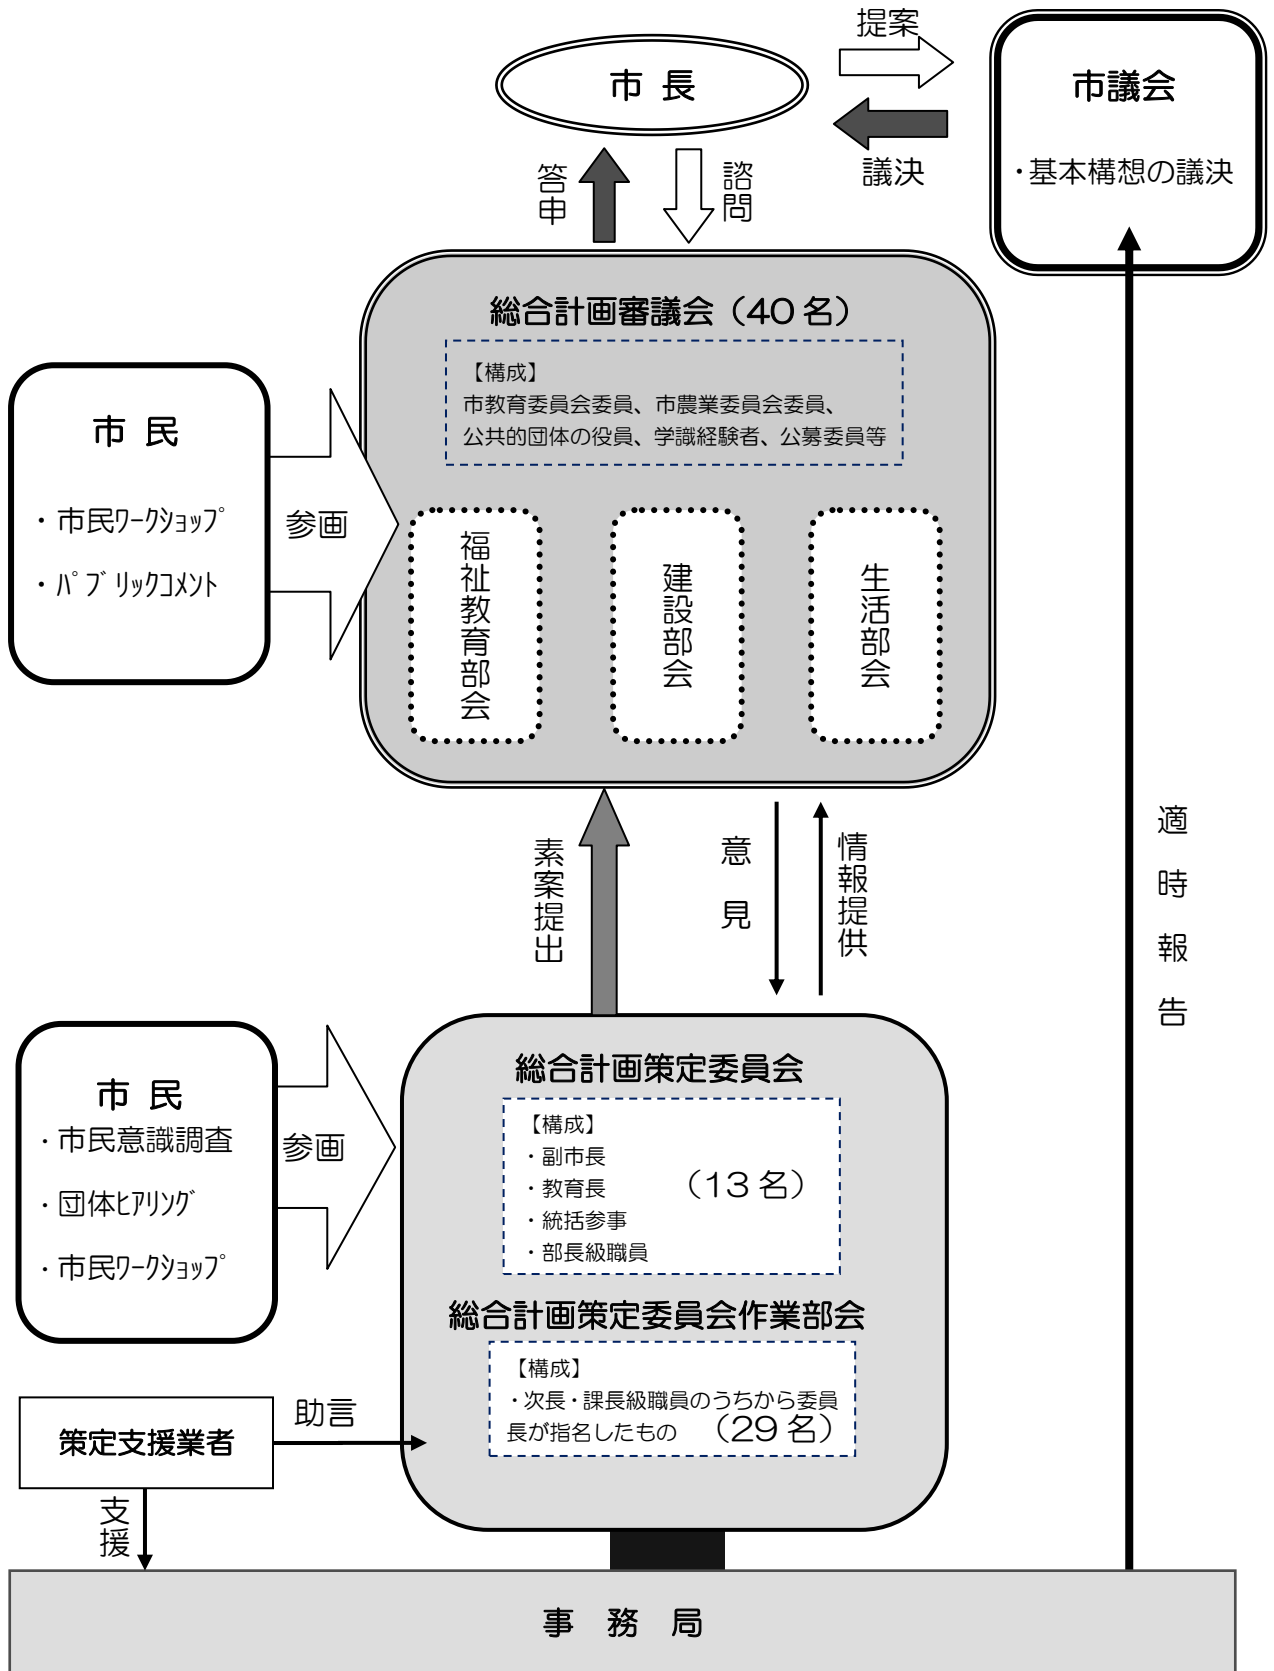 提案
市 長
市議会
・基本構想の議決
議決
答申
諮問
総合計画審議会（40 名）
【構成】
市教育委員会委員、市農業委員会委員、
公共的団体の役員、学識経験者、公募委員等
市 民
・市民ﾜｰｸｼｮｯﾌﾟ
・ﾊﾟﾌﾞﾘｯｸｺﾒﾝﾄ
参画
福祉教育部会
建設部会
生活部会
素案提出
意見
情報提供
適時報告
総合計画策定委員会
【構成】
・副市長
・教育長
（13 名）
・統括参事
・部長級職員
市 民
・市民意識調査
・団体ﾋｱﾘﾝｸﾞ
・市民ﾜｰｸｼｮｯﾌﾟ
参画
総合計画策定委員会作業部会
【構成】
・次長・課長級職員のうちから委員
長が指名したもの （29 名）
策定支援業者
助言
支援
事 務 局